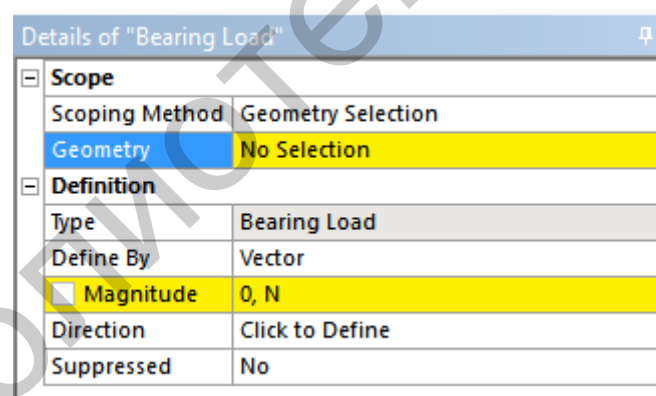 Details of "Bearing Load"
Scope
Scoping Method Geometry Selection
Geometry No Selection
Definition
Type Bearing Load
Define By Vector
Magnitude 0, N
Direction Click to Define
Suppressed No